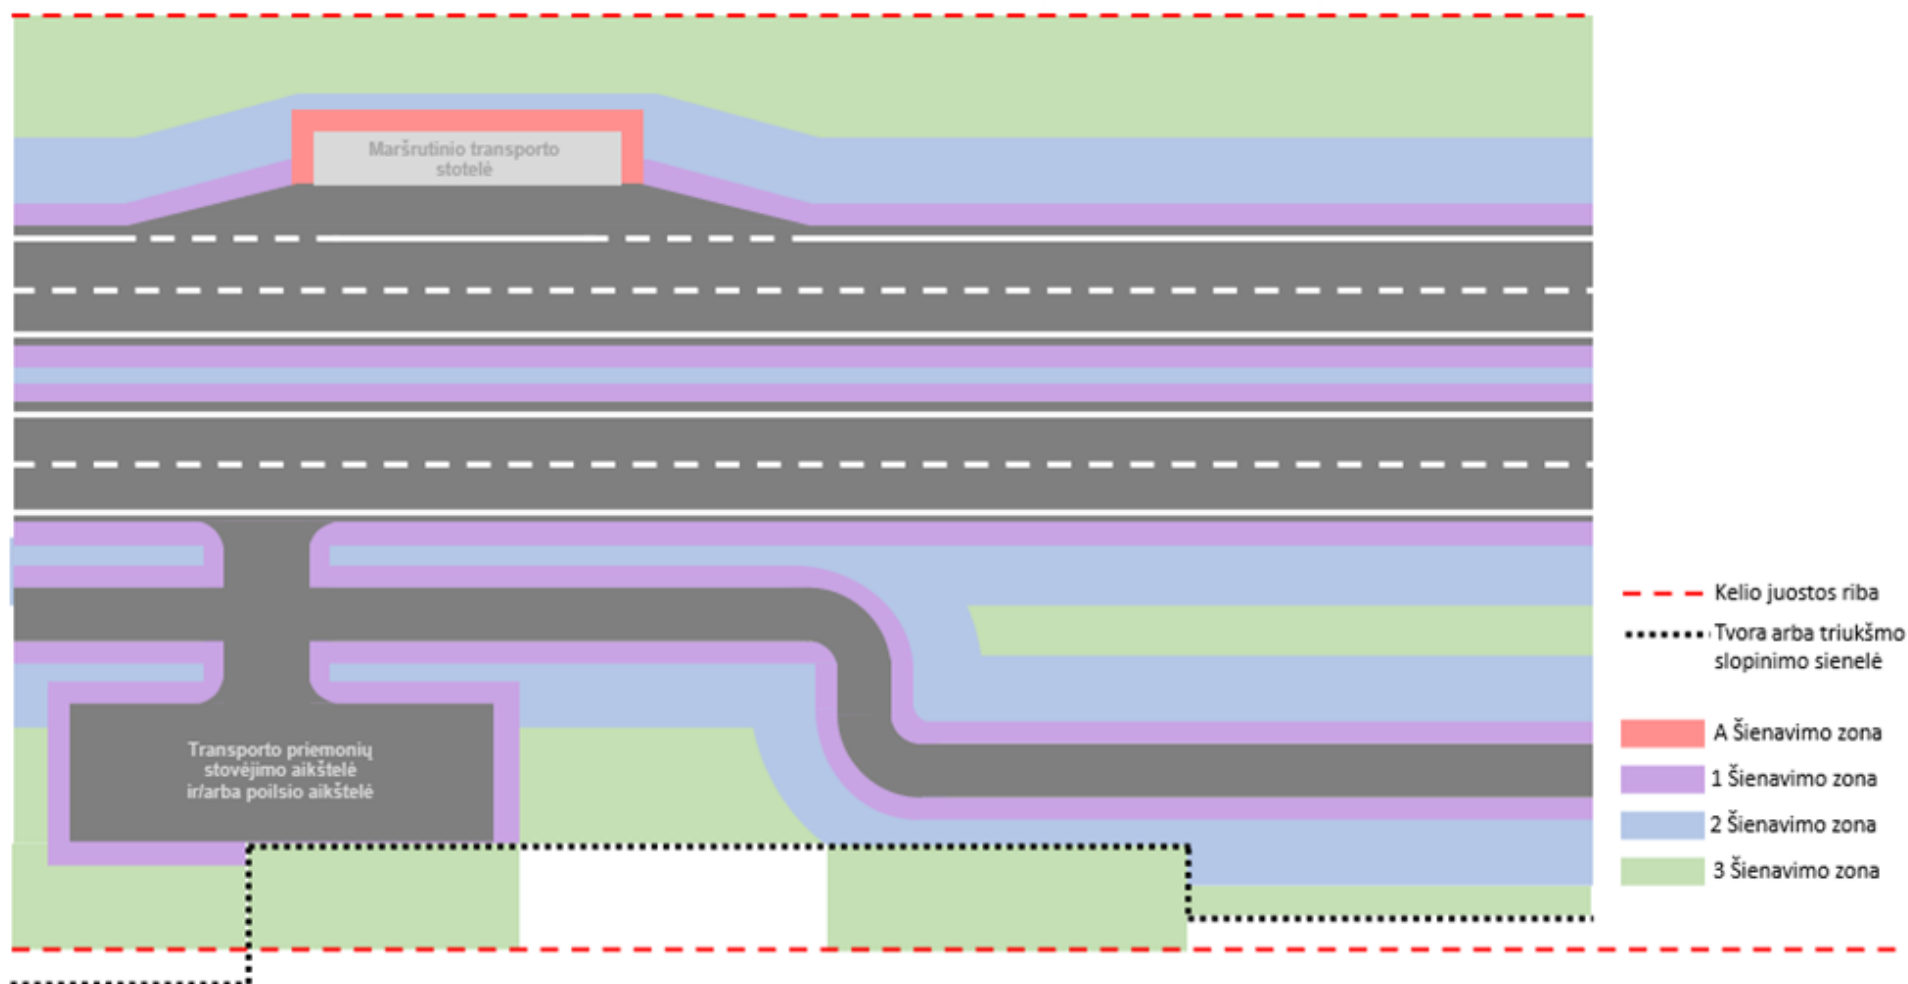 Maršrutinio transporto
stotelė
Transporto priemonių
stovėjimo aikštelė
ir/arba poilsio aikštelė
Kelio juostos riba
Tvora arba triukšmo
slopinimo sienelė
A Šienavimo zona
1 Šienavimo zona
2 Šienavimo zona
3 Šienavimo zona